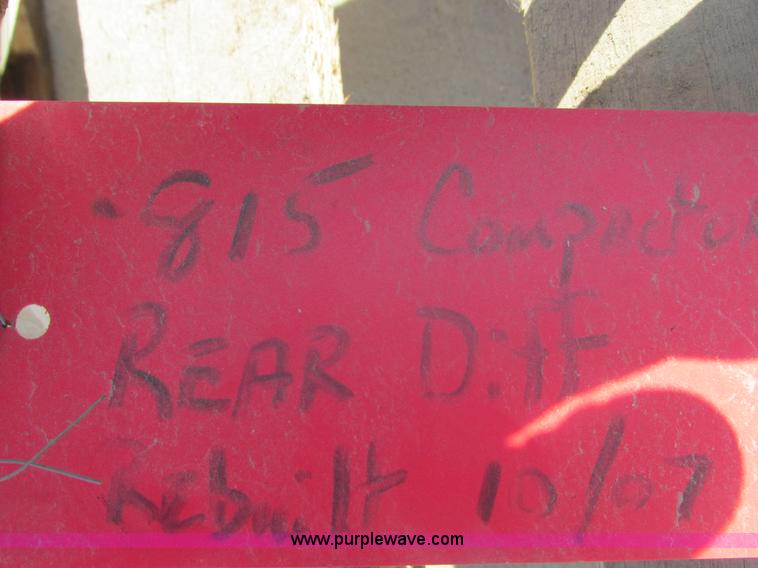 815 Compactor
REAR Diff
Rebuilt 10/07
www.purplewave.com